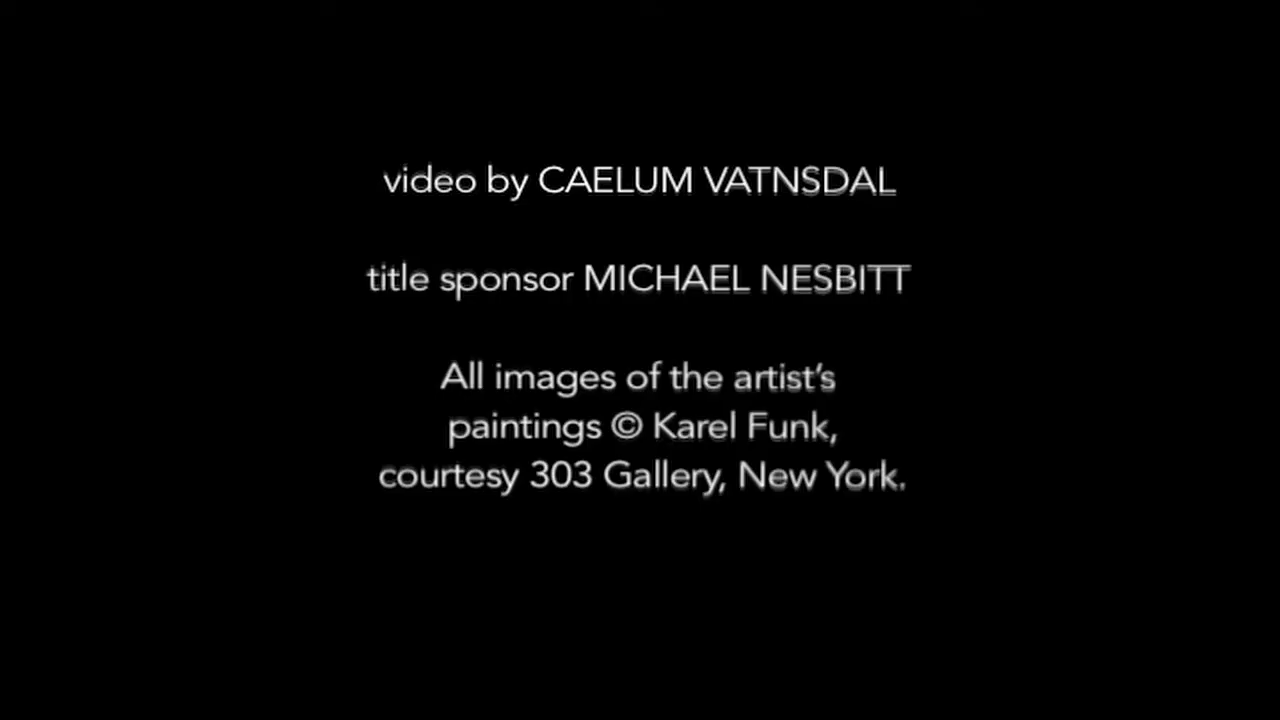 video by CAELUM VATNSDAL
title sponsor MICHAEL NESBITT
All images of the artist’s
paintings © Karel Funk,
courtesy 303 Gallery, New York.